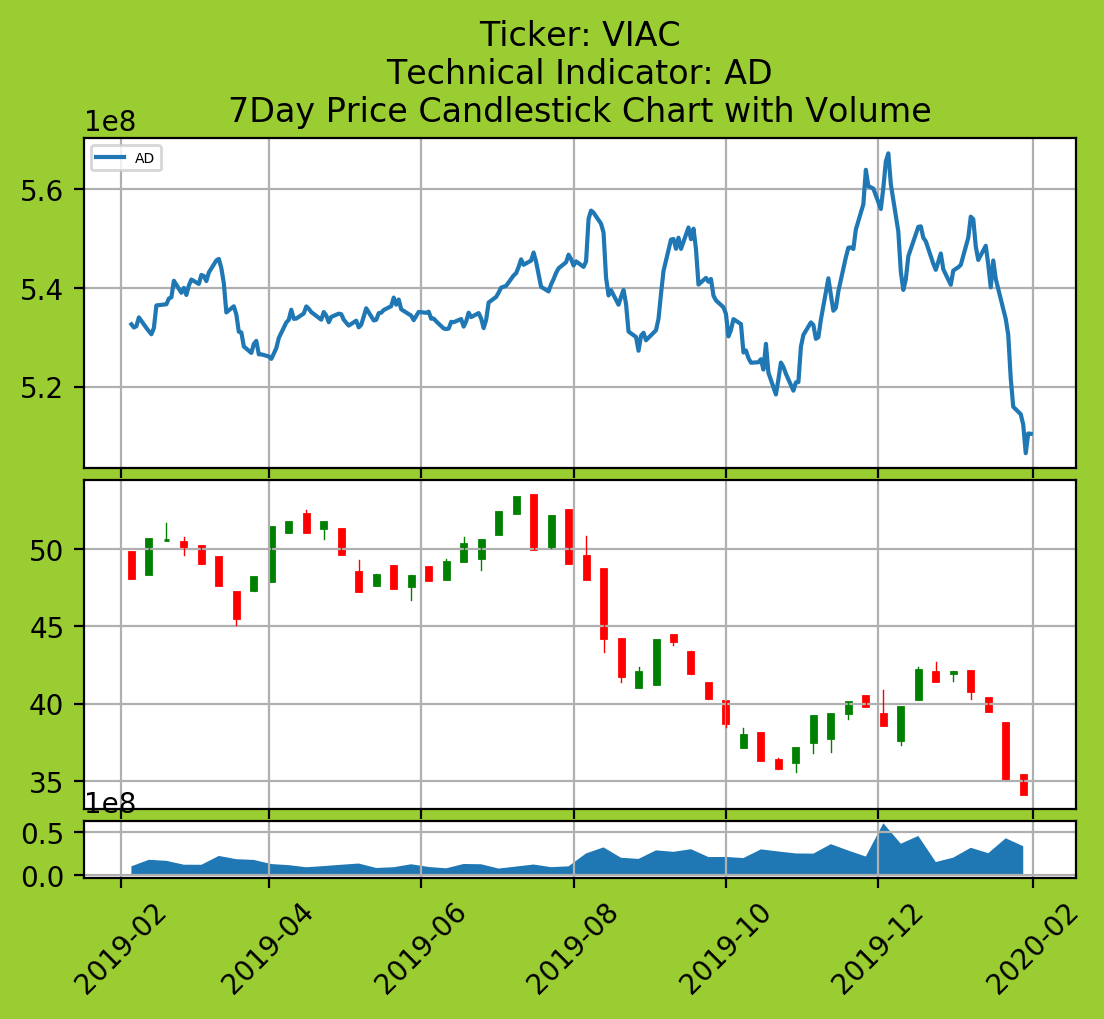 Ticker: VIAC
Technical Indicator: AD
7Day Price Candlestick Chart with Volume
1e8
AD
5.6
5.4
5.2
50
45
40
35
1e8
0.5
0.0
2019-02
2019-04
2019-06
2019-08
2019-10
2019-12
2020-02